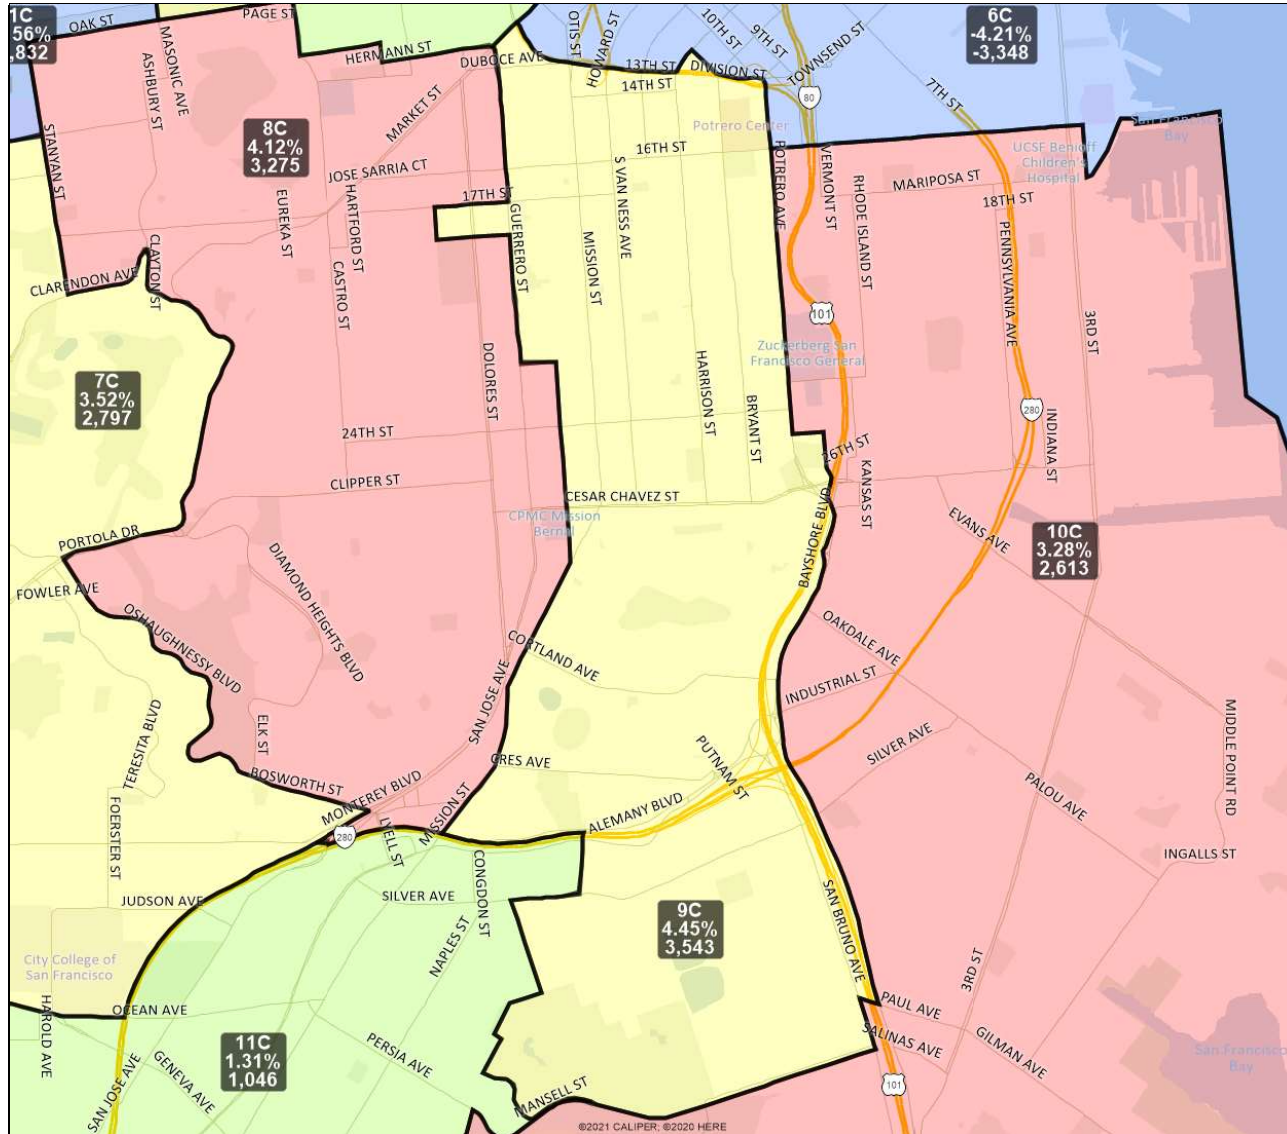 1C
.56%
,832
OAK ST
PAGE ST
MASONIC AVE
ASHBURY ST
HERMANN ST
DUBOCE AVE
OTIS ST
HOWARD ST
10TH ST
9TH ST
TOWNSEND ST
6C
-4.21%
-3,348
13TH ST
DIVISION ST
14TH ST
80
7TH ST
San Francisco
Bay
STANYAN ST
8C
4.12%
3,275
MARKET ST
Potrero Center
16TH ST
UCSF Benioff
Children's
Hospital
JOSE SARRIA CT
17TH ST
MARIPOSA ST
18TH ST
EUREKA ST
HARTFORD ST
GUERRERO ST
S VAN NESS AVE
MISSION ST
POTRERO AVE
VERMONT ST
RHODE ISLAND ST
PENNSYLVANIA AVE
CLARENDON AVE
CLAYTON ST
CASTRO ST
101
3RD ST
Zuckerberg San
Francisco General
7C
3.52%
2,797
DOLORES ST
HARRISON ST
BRYANT ST
280
INDIANA ST
24TH ST
26TH ST
CLIPPER ST
CESAR CHAVEZ ST
KANSAS ST
CPMC Mission
Bernal
BAYSHORE BLVD
EVANS AVE
10C
3.28%
2,613
PORTOLA DR
FOWLER AVE
DIAMOND HEIGHTS BLVD
OSHAUGHNESSY BLVD
CORTLAND AVE
OAKDALE AVE
INDUSTRIAL ST
SAN JOSE AVE
ELK ST
TERESITA BLVD
SILVER AVE
MIDDLE POINT RD
CRES AVE
PUTNAM ST
BOSWORTH ST
MONTEREY BLVD
PALOU AVE
FOERSTER ST
280
LYELL ST
MISSION ST
ALEMANY BLVD
INGALLS ST
JUDSON AVE
SILVER AVE
CONGDON ST
NAPLES ST
9C
4.45%
3,543
SAN BRUNO AVE
City College of
San Francisco
3RD ST
HAROLD AVE
OCEAN AVE
PAUL AVE
SALINAS AVE
GILMAN AVE
11C
1.31%
1,046
PERSIA AVE
San Francisco
Bay
SAN JOSE AVE
GENEVA AVE
MANSELL ST
101
©2021 CALIPER; ©2020 HERE